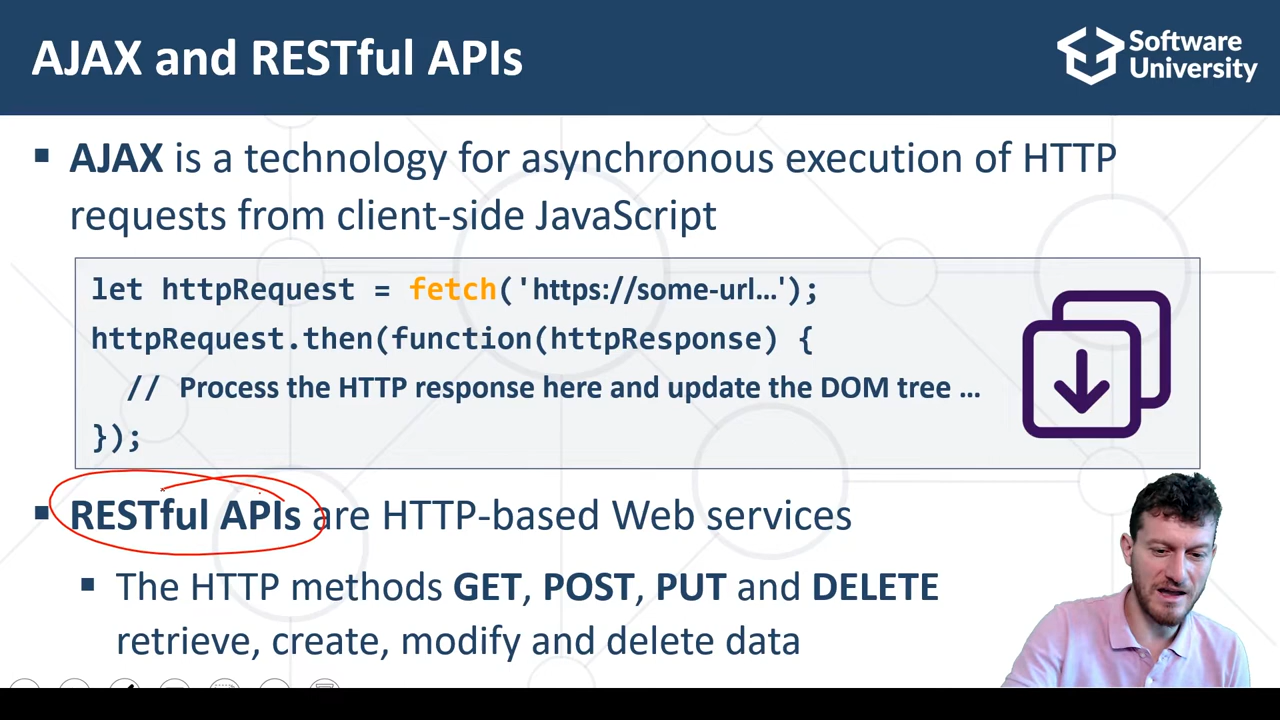 AJAX and RESTful APIs
Software
University
▪ AJAX is a technology for asynchronous execution of HTTP
requests from client-side JavaScript
let httpRequest = fetch('https://some-url…');
httpRequest.then(function(httpResponse) {
// Process the HTTP response here and update the DOM tree …
});
▪ RESTful APIs are HTTP-based Web services
▪ The HTTP methods GET, POST, PUT and DELETE
retrieve, create, modify and delete data